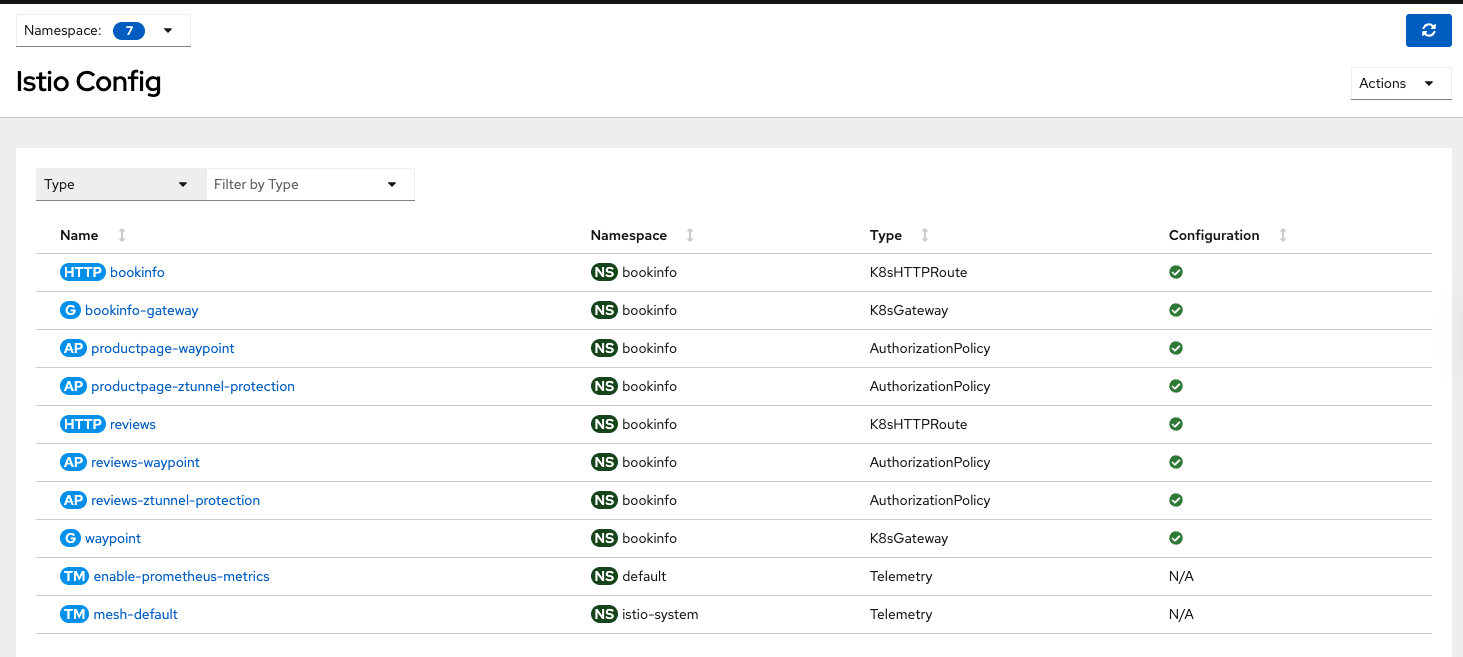 Namespace: 7
Istio Config
Actions
Type Filter by Type
Name Namespace Type Configuration
HTTP bookinfo NS bookinfo K8sHTTPRoute
G bookinfo-gateway NS bookinfo K8sGateway
AP productpage-waypoint NS bookinfo AuthorizationPolicy
AP productpage-ztunnel-protection NS bookinfo AuthorizationPolicy
HTTP reviews NS bookinfo K8sHTTPRoute
AP reviews-waypoint NS bookinfo AuthorizationPolicy
AP reviews-ztunnel-protection NS bookinfo AuthorizationPolicy
G waypoint NS bookinfo K8sGateway
TM enable-prometheus-metrics NS default Telemetry N/A
TM mesh-default NS istio-system Telemetry N/A